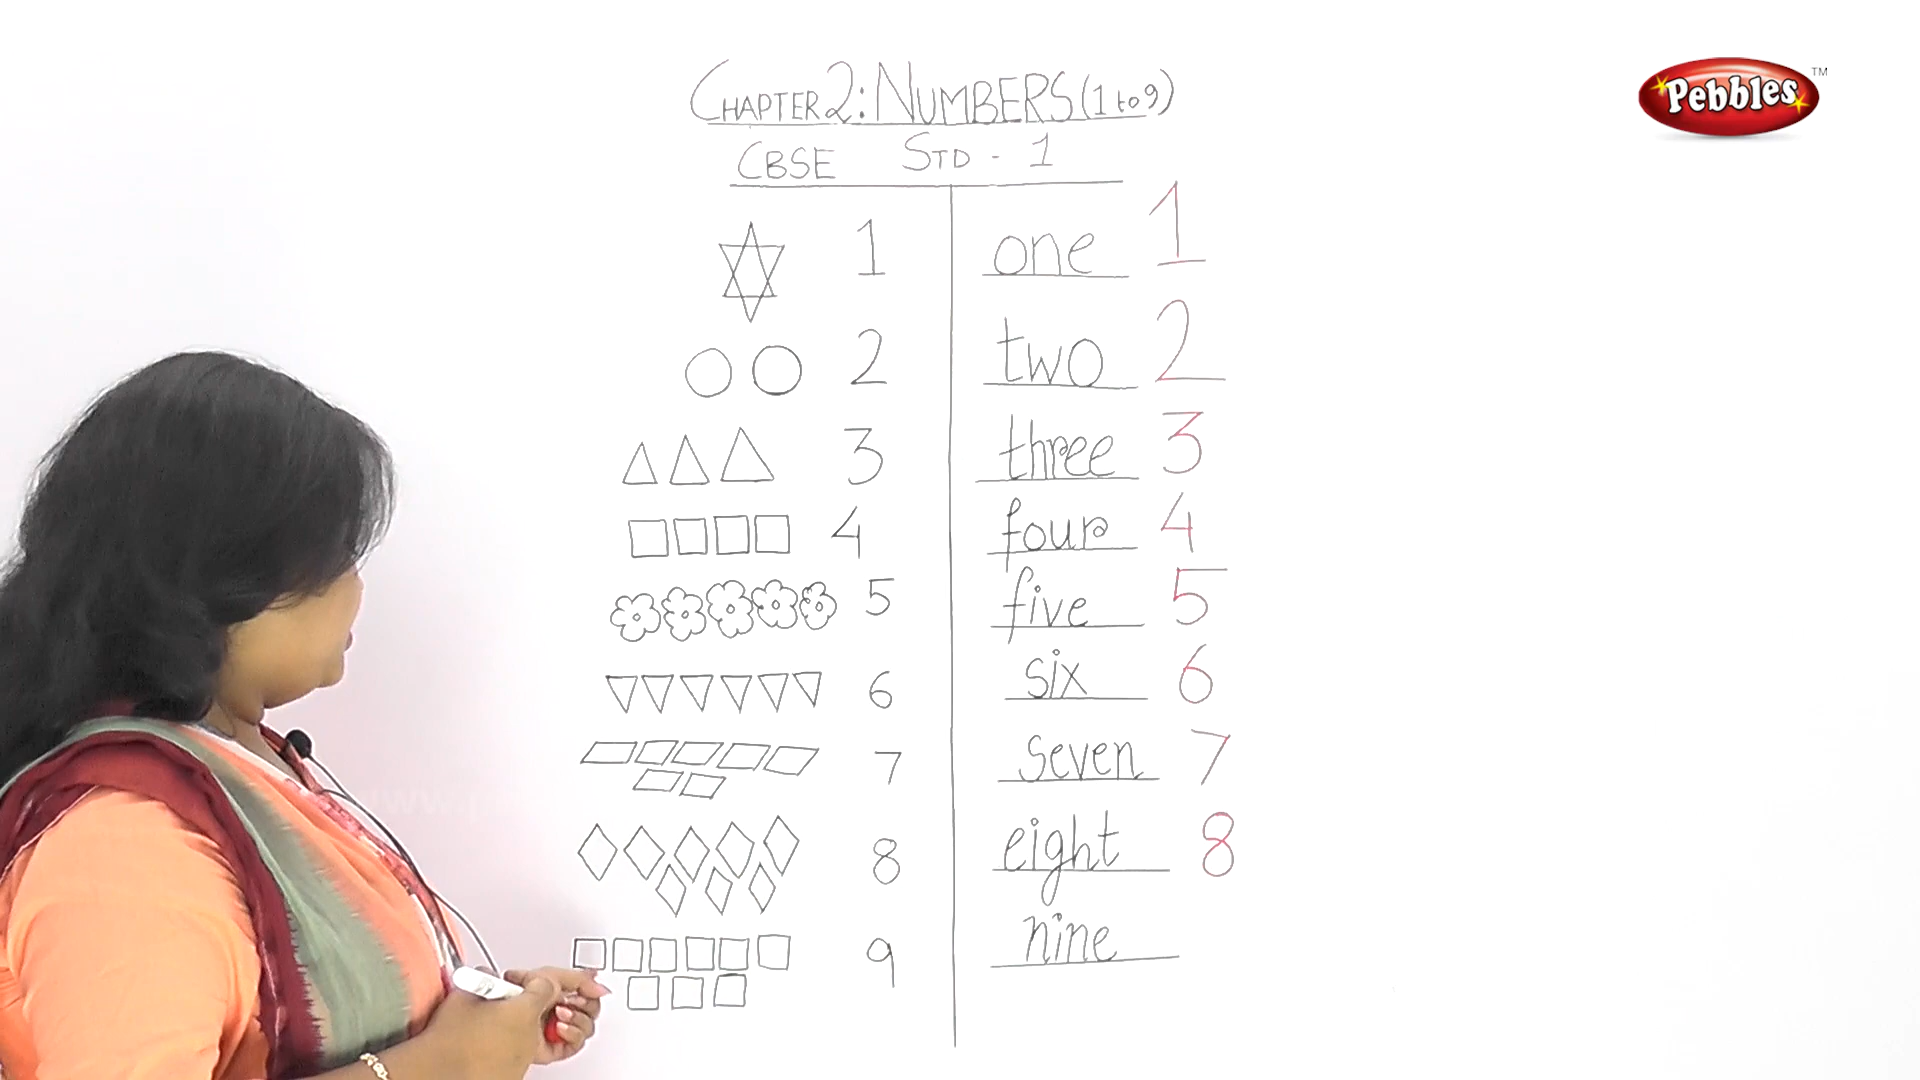 Pebbles TM
CHAPTER 2: NUMBERS (1 to 9)
CBSE STD - 1
1 one 1
2 two 2
3 three 3
4 four 4
5 five 5
6 six 6
7 seven 7
8 eight 8
9 nine